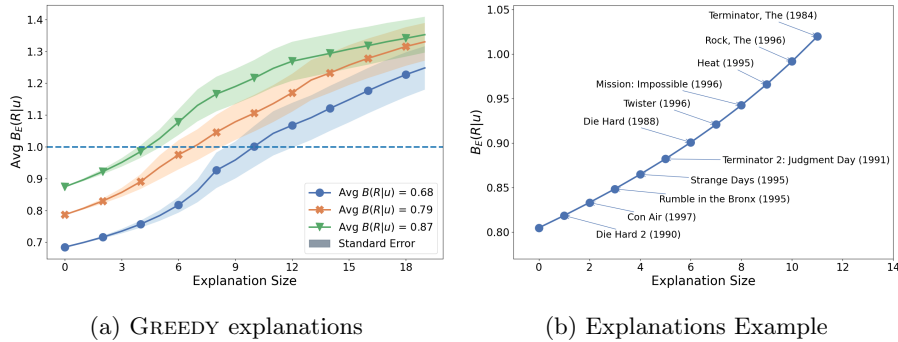 1.4
1.3
1.2
1.1
1.0
0.9
0.8
0.7
Avg B_E(R|u)
0
3
6
9
12
15
18
Explanation Size
Avg B(R|u) = 0.68
Avg B(R|u) = 0.79
Avg B(R|u) = 0.87
Standard Error
(a) GREEDY explanations
1.05
1.00
0.95
0.90
0.85
0.80
B_E(R|u)
Terminator, The (1984)
Rock, The (1996)
Heat (1995)
Mission: Impossible (1996)
Twister (1996)
Die Hard (1988)
Terminator 2: Judgment Day (1991)
Strange Days (1995)
Rumble in the Bronx (1995)
Con Air (1997)
Die Hard 2 (1990)
0
2
4
6
8
10
12
14
Explanation Size
(b) Explanations Example